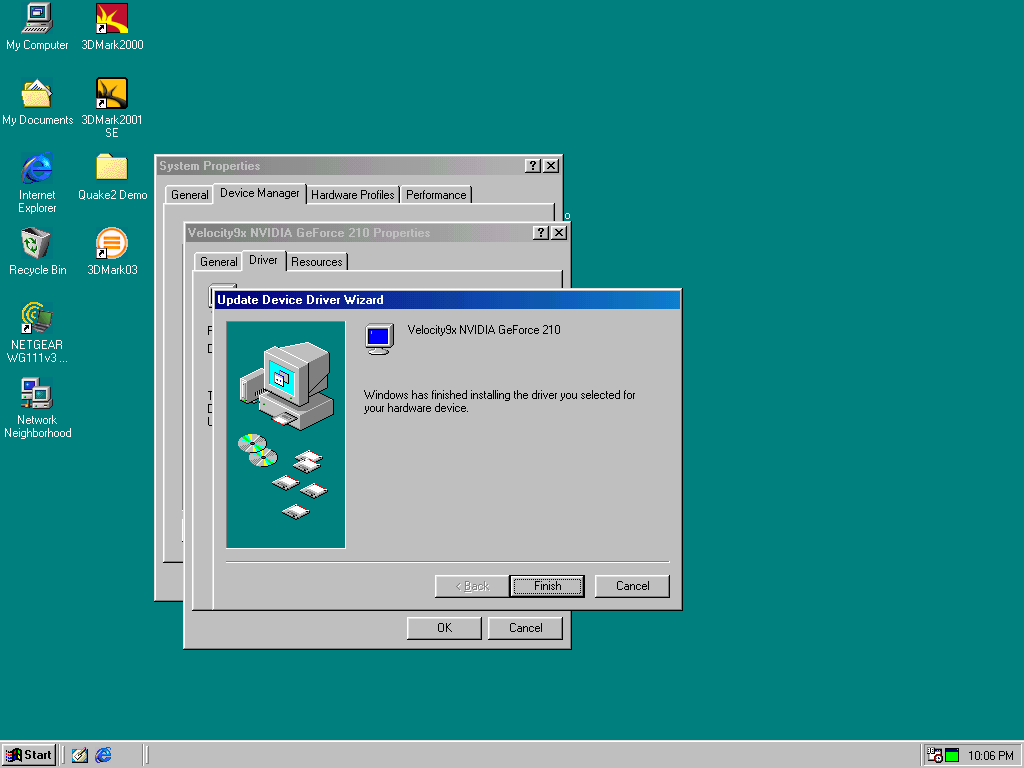 My Computer
3DMark2000
My Documents
3DMark2001
SE
Internet
Explorer
Quake2 Demo
Recycle Bin
3DMark03
NETGEAR
WG111v3 ...
Network
Neighborhood
System Properties
General
Device Manager
Hardware Profiles
Performance
Velocity9x NVIDIA GeForce 210 Properties
General
Driver
Resources
Update Device Driver Wizard
Velocity9x NVIDIA GeForce 210
Windows has finished installing the driver you selected for
your hardware device.
< Back
Finish
Cancel
OK
Cancel
Start
10:06 PM